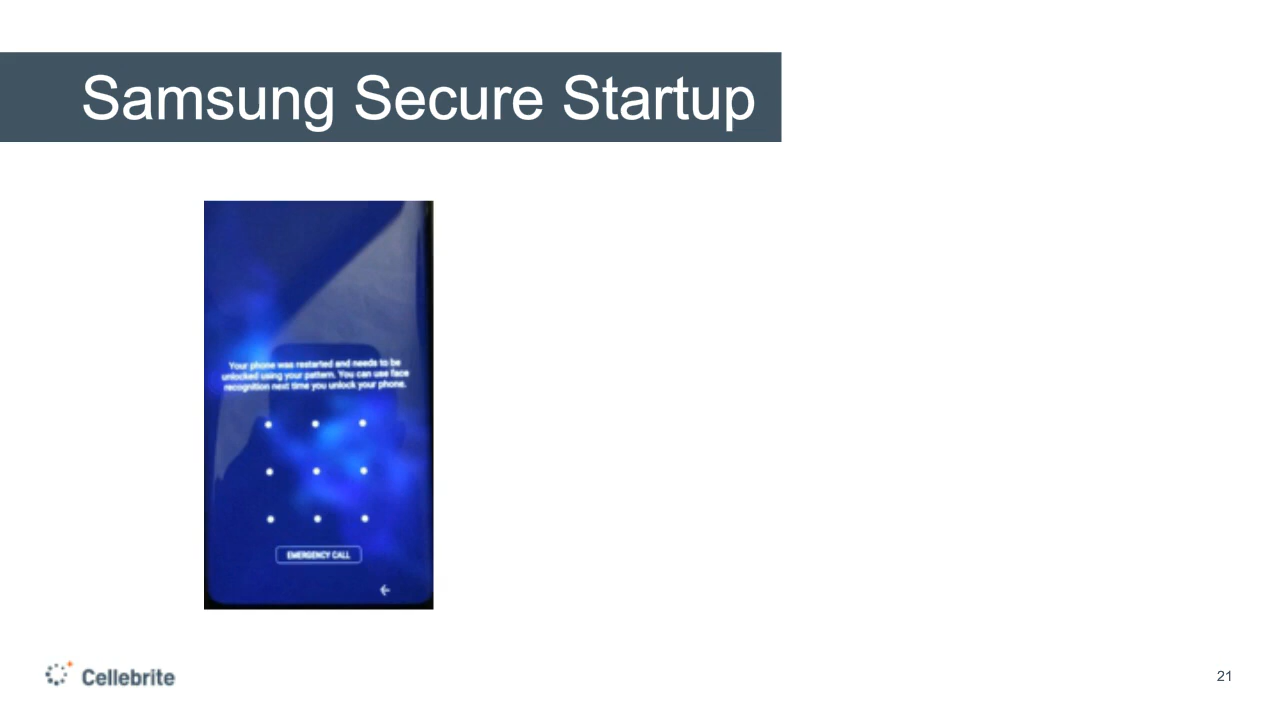 Samsung Secure Startup
Your phone was restarted and needs to be
unlocked using your pattern. You can use face
recognition next time you unlock your phone.
EMERGENCY CALL
Cellebrite
21